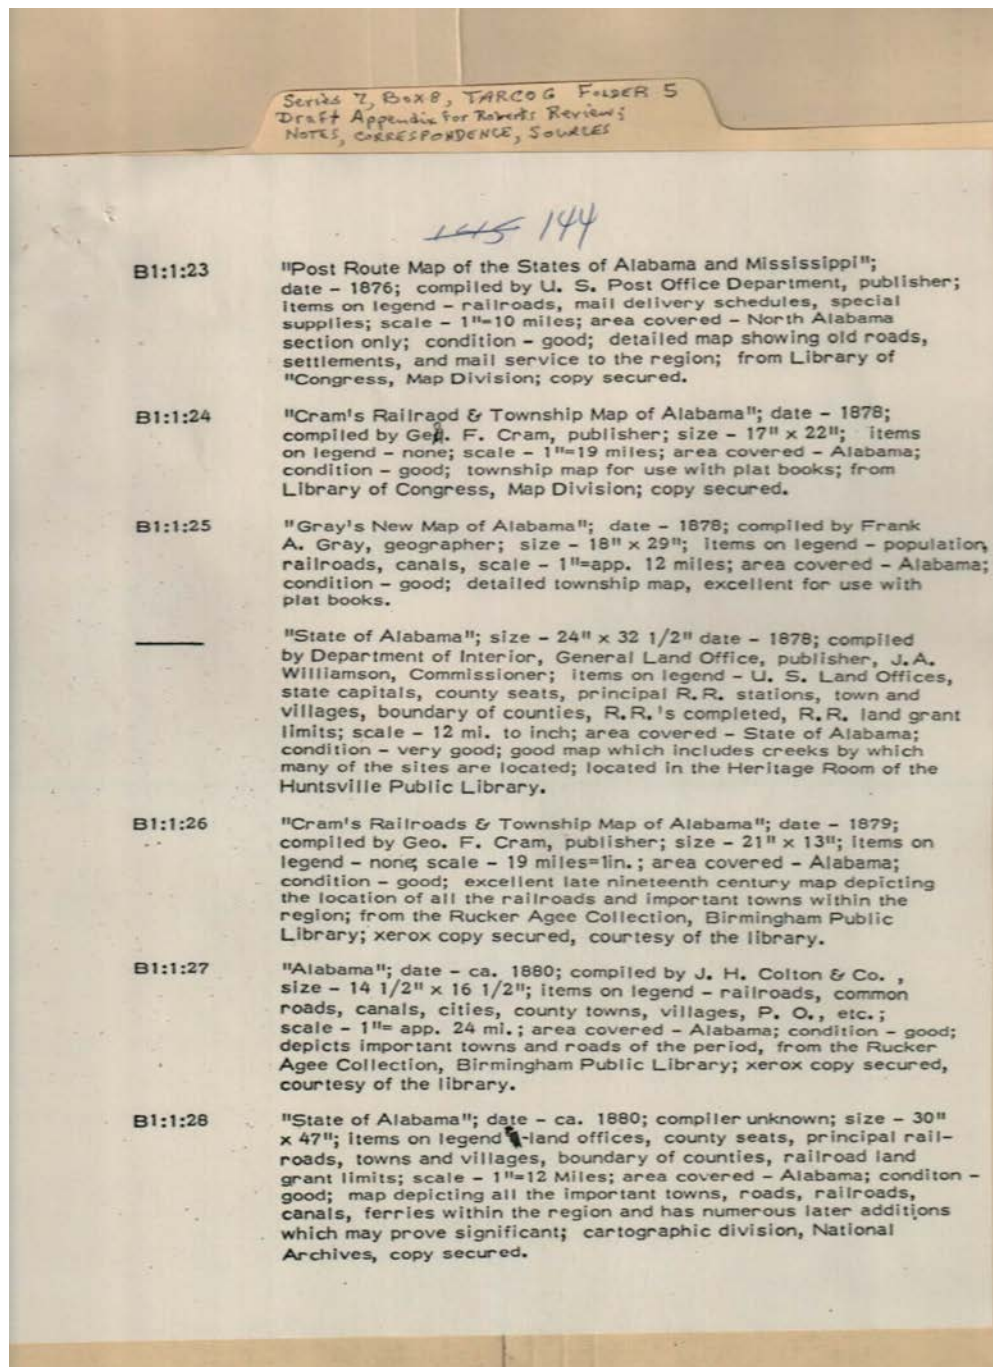 Series 7, Box 8, TARCOG FOLDER 5
Draft Appendix for Roberts Review;
NOTES, CORRESPONDENCE, SOURCES
145 144
B1:1:23 "Post Route Map of the States of Alabama and Mississippi";
date - 1876; compiled by U. S. Post Office Department, publisher;
items on legend - railroads, mail delivery schedules, special
supplies; scale - 1"=10 miles; area covered - North Alabama
section only; condition - good; detailed map showing old roads,
settlements, and mail service to the region; from Library of
"Congress, Map Division; copy secured.
B1:1:24 "Cram's Railraod & Township Map of Alabama"; date - 1878;
compiled by Geo. F. Cram, publisher; size - 17" x 22"; items
on legend - none; scale - 1"=19 miles; area covered - Alabama;
condition - good; township map for use with plat books; from
Library of Congress, Map Division; copy secured.
B1:1:25 "Gray's New Map of Alabama"; date - 1878; compiled by Frank
A. Gray, geographer; size - 18" x 29"; items on legend - population,
railroads, canals, scale - 1"=app. 12 miles; area covered - Alabama;
condition - good; detailed township map, excellent for use with
plat books.
"State of Alabama"; size - 24" x 32 1/2" date - 1878; compiled
by Department of Interior, General Land Office, publisher, J.A.
Williamson, Commissioner; items on legend - U. S. Land Offices,
state capitals, county seats, principal R.R. stations, town and
villages, boundary of counties, R.R.'s completed, R.R. land grant
limits; scale - 12 mi. to inch; area covered - State of Alabama;
condition - very good; good map which includes creeks by which
many of the sites are located; located in the Heritage Room of the
Huntsville Public Library.
B1:1:26 "Cram's Railroads & Township Map of Alabama"; date - 1879;
compiled by Geo. F. Cram, publisher; size - 21" x 13"; items on
legend - none; scale - 19 miles=1in.; area covered - Alabama;
condition - good; excellent late nineteenth century map depicting
the location of all the railroads and important towns within the
region; from the Rucker Agee Collection, Birmingham Public
Library; xerox copy secured, courtesy of the library.
B1:1:27 "Alabama"; date - ca. 1880; compiled by J. H. Colton & Co. ,
size - 14 1/2" x 16 1/2"; items on legend - railroads, common
roads, canals, cities, county towns, villages, P. O., etc.;
scale - 1"= app. 24 mi.; area covered - Alabama; condition - good;
depicts important towns and roads of the period, from the Rucker
Agee Collection, Birmingham Public Library; xerox copy secured,
courtesy of the library.
B1:1:28 "State of Alabama"; date - ca. 1880; compiler unknown; size - 30"
x 47"; items on legend -land offices, county seats, principal rail-
roads, towns and villages, boundary of counties, railroad land
grant limits; scale - 1"=12 Miles; area covered - Alabama; conditon -
good; map depicting all the important towns, roads, railroads,
canals, ferries within the region and has numerous later additions
which may prove significant; cartographic division, National
Archives, copy secured.